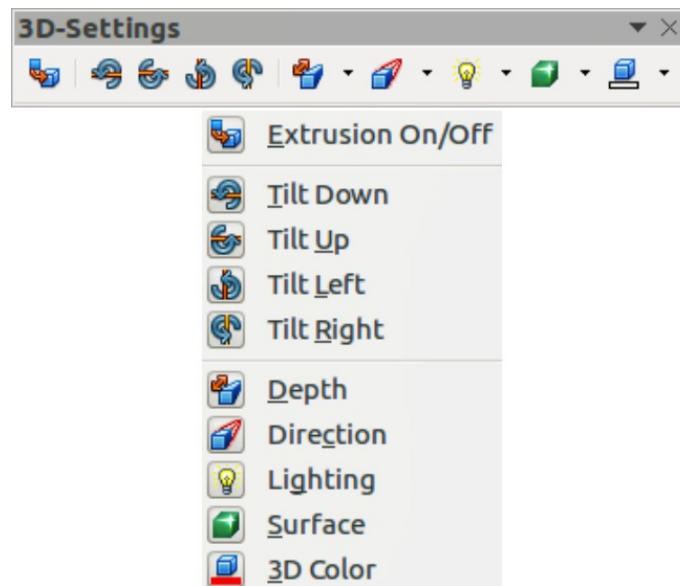 3D-Settings
Extrusion On/Off
Tilt Down
Tilt Up
Tilt Left
Tilt Right
Depth
Direction
Lighting
Surface
3D Color